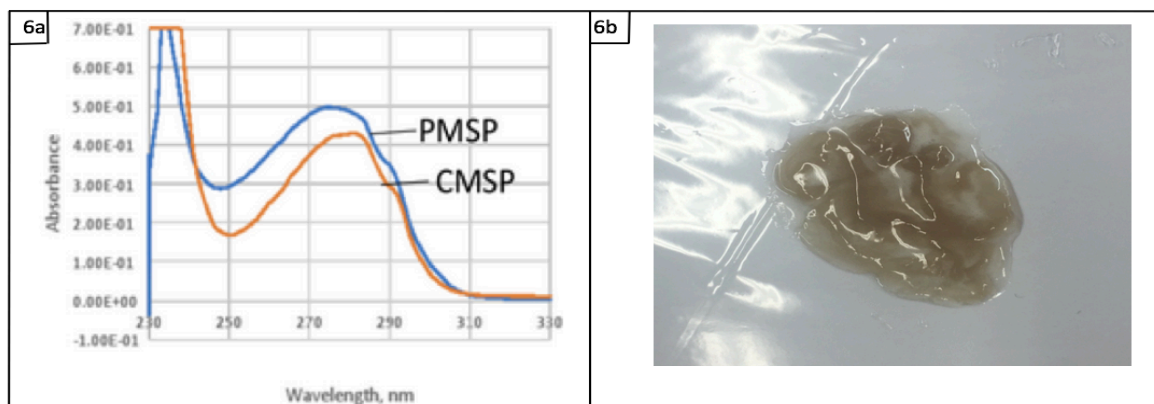 6a
6b
7.00E-01
6.00E-01
5.00E-01
4.00E-01
3.00E-01
2.00E-01
1.00E-01
0.00E+00
-1.00E-01
Absorbance
PMSP
CMSP
230 250 270 290 310 330
Wavelength, nm